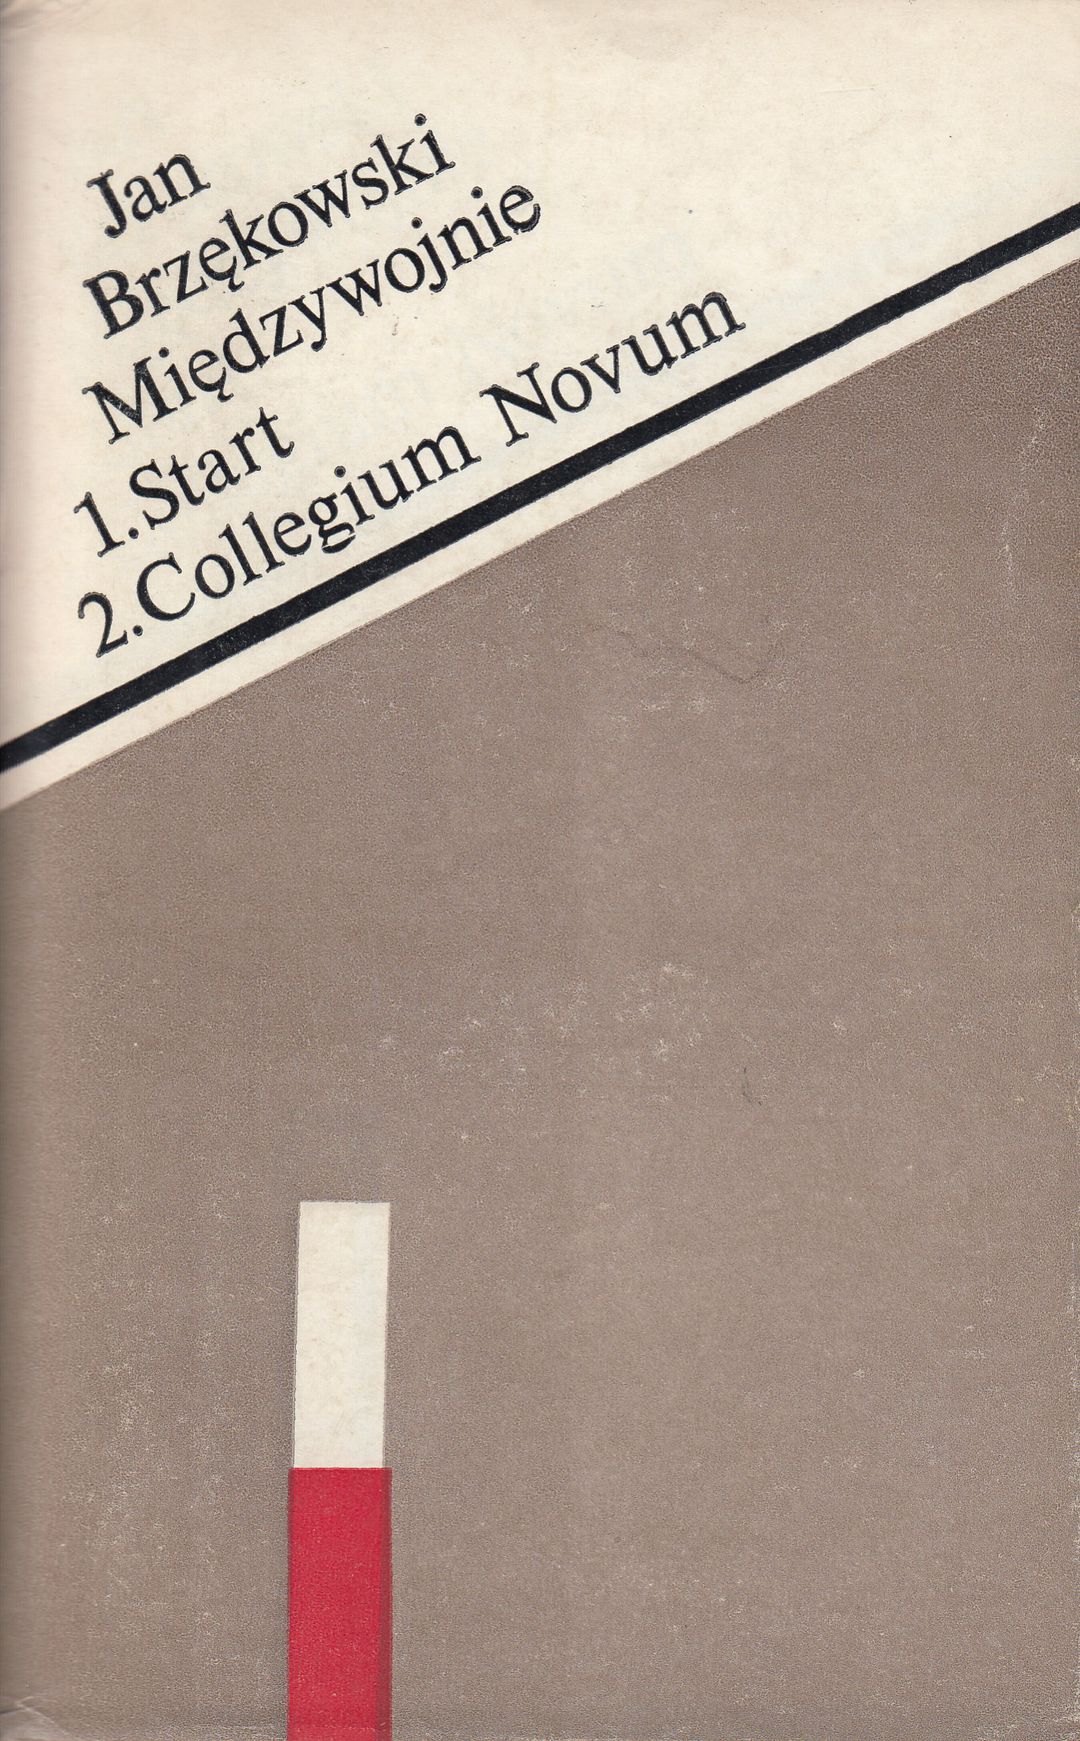 Jan
Brzękowski
Międzywojnie
1.Start
2.Collegium Novum